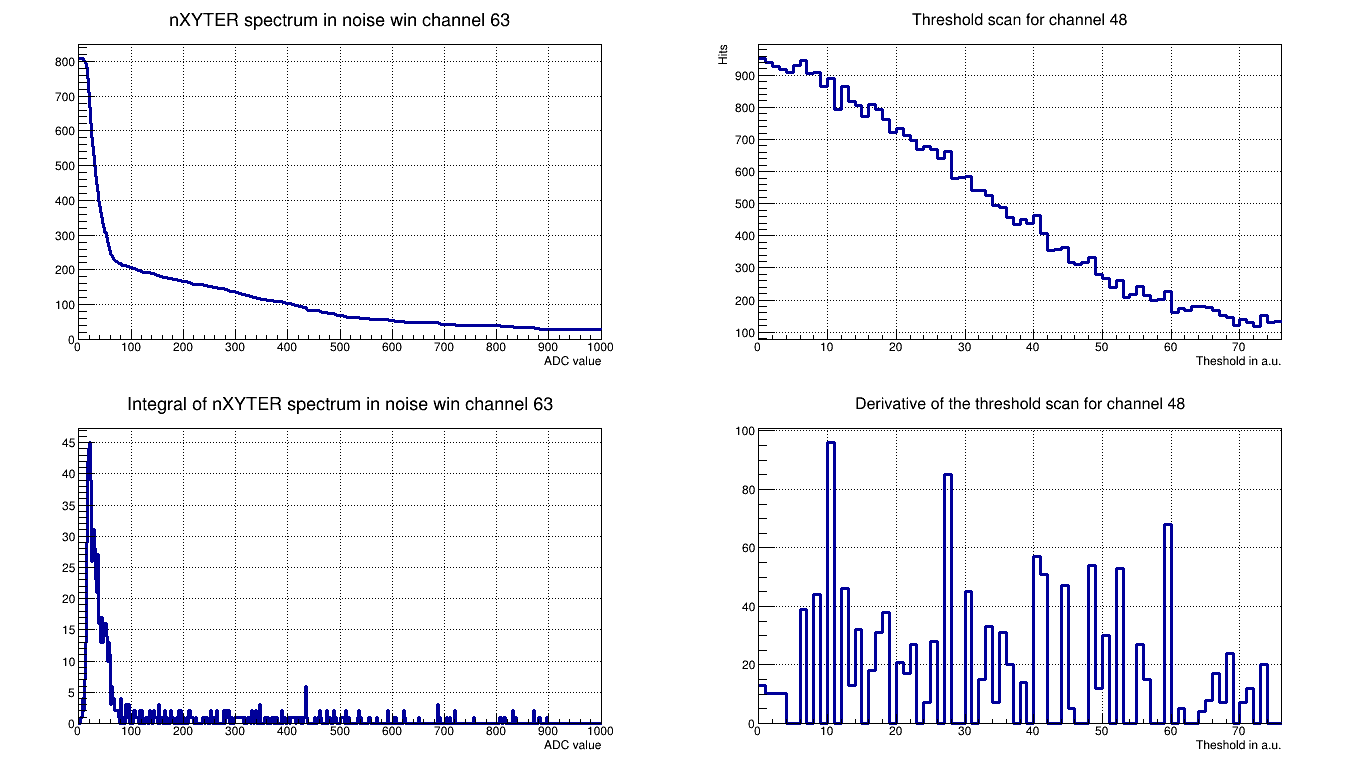 nXYTER spectrum in noise win channel 63
800
700
600
500
400
300
200
100
0
0 100 200 300 400 500 600 700 800 900 1000
ADC value
Threshold scan for channel 48
Hits
900
800
700
600
500
400
300
200
100
0 10 20 30 40 50 60 70
Theshold in a.u.
Integral of nXYTER spectrum in noise win channel 63
45
40
35
30
25
20
15
10
5
0
0 100 200 300 400 500 600 700 800 900 1000
ADC value
Derivative of the threshold scan for channel 48
100
80
60
40
20
0
0 10 20 30 40 50 60 70
Theshold in a.u.